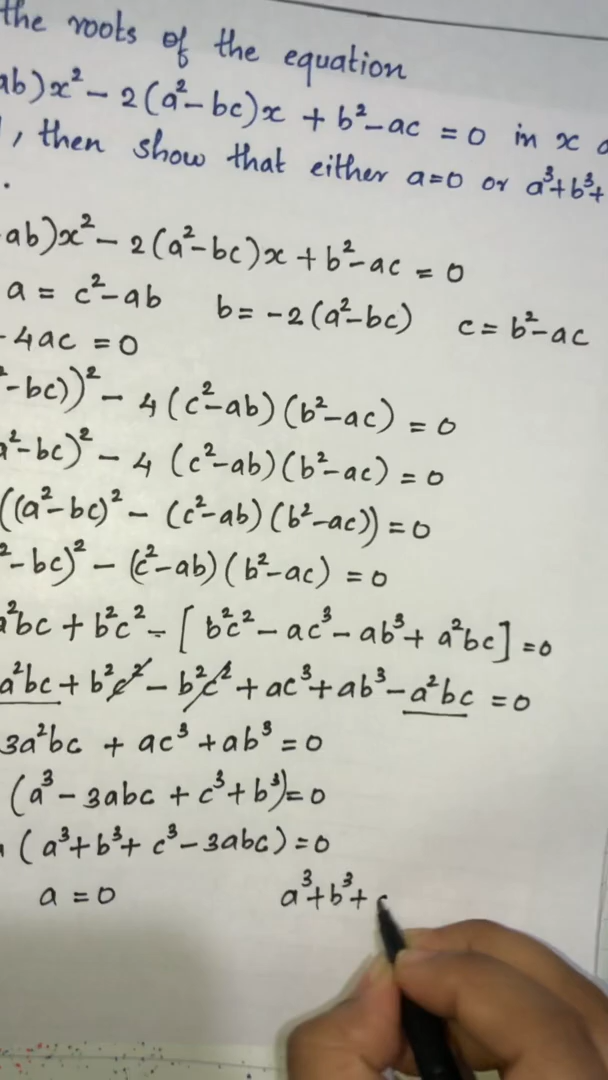 the roots of the equation
ab)x² - 2(a²-bc)x + b²-ac = 0 in x
, then show that either a=0 or a³+b³+
.
ab)x² - 2(a²-bc)x + b²-ac = 0
a = c²-ab b = -2(a²-bc) c = b²-ac
- 4ac = 0
²-bc))² - 4(c²-ab)(b²-ac) = 0
a²-bc)² - 4 (c²-ab)(b²-ac) = 0
((a²-bc)² - (c²-ab)(b²-ac)) = 0
²-bc)² - (c²-ab)(b²-ac) = 0
a²bc + b²c² - [b²c² - ac³ - ab³ + a²bc] = 0
a²bc + b²c² - b²c² + ac³ + ab³ - a²bc = 0
3a²bc + ac³ + ab³ = 0
(a³ - 3abc + c³ + b³) = 0
(a³ + b³ + c³ - 3abc) = 0
a = 0 a³ + b³ +